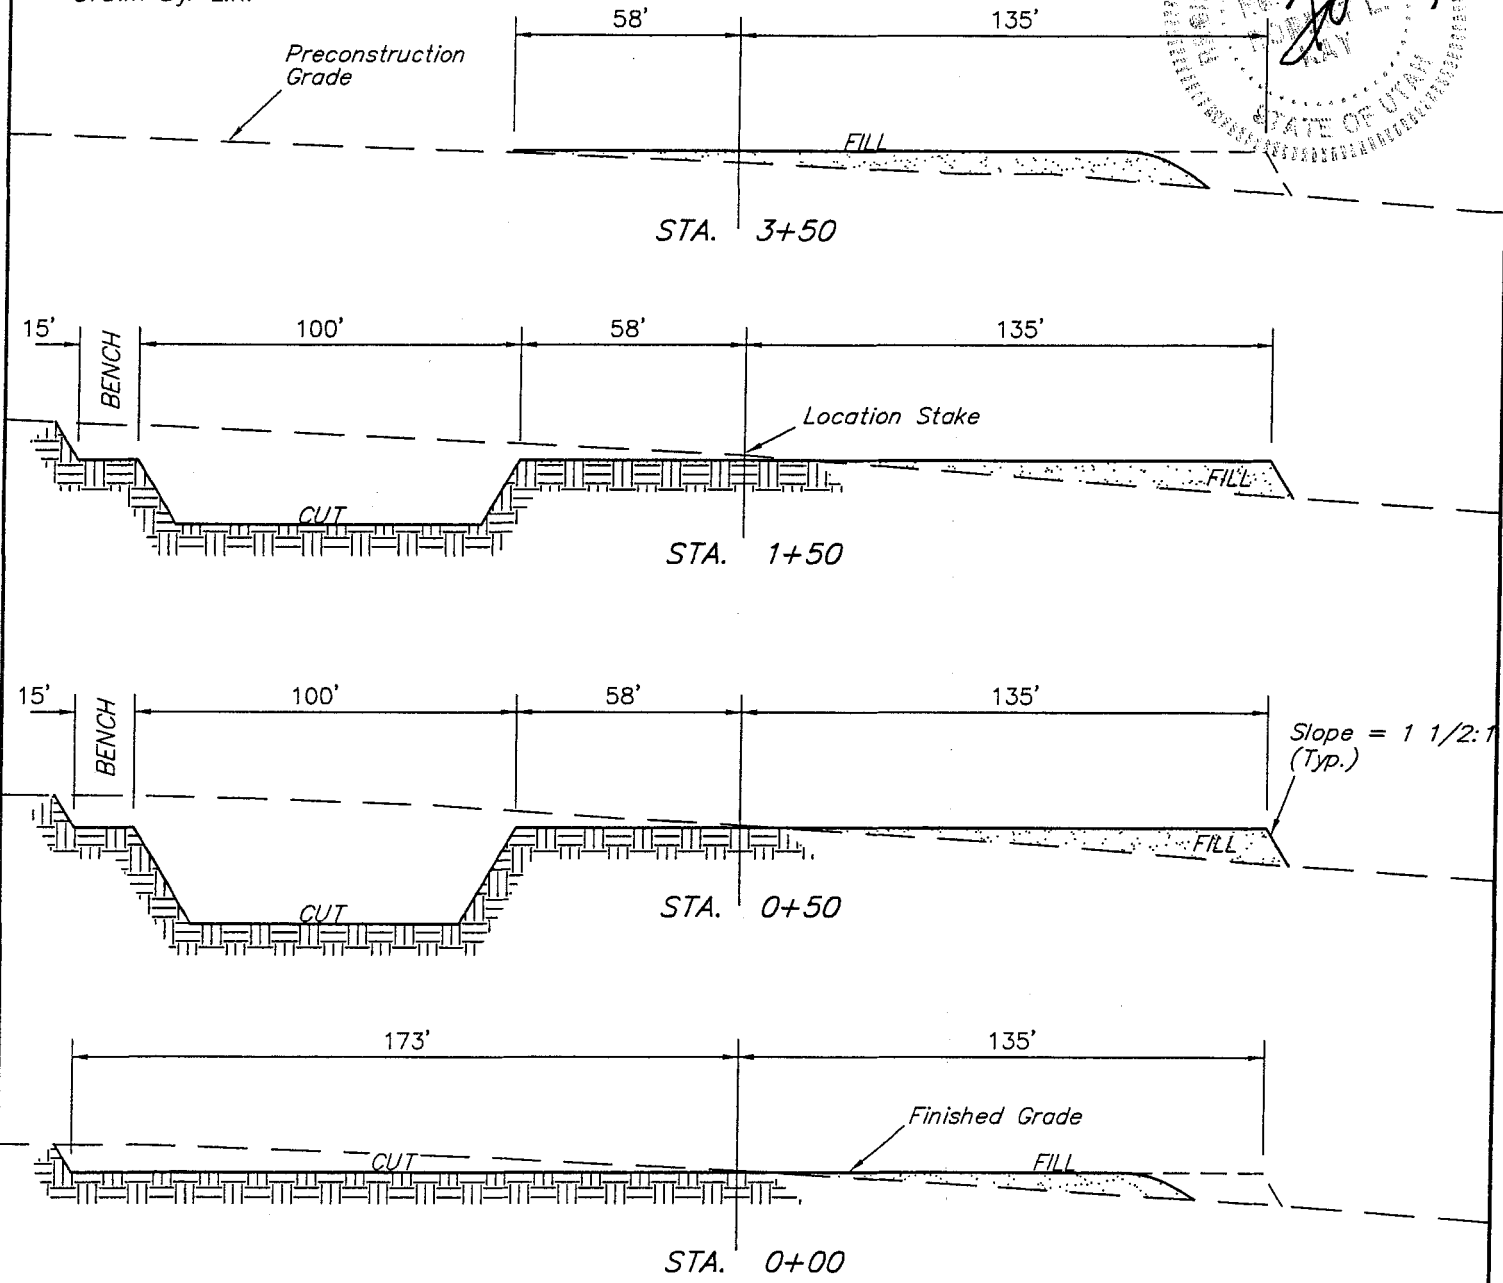 58'
135'
Preconstruction
Grade
STATE OF UTAH
FILL
STA. 3+50
15'
BENCH
100'
58'
135'
Location Stake
CUT
FILL
STA. 1+50
15'
BENCH
100'
58'
135'
Slope = 1 1/2:1
(Typ.)
CUT
FILL
STA. 0+50
173'
135'
Finished Grade
CUT
FILL
STA. 0+00